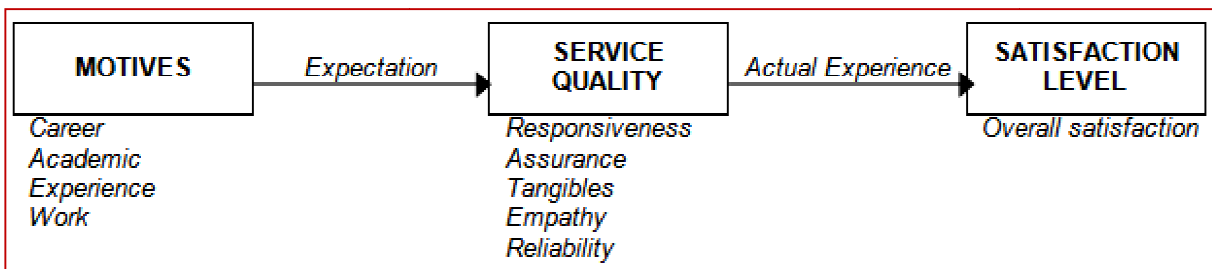 MOTIVES
Expectation
SERVICE
QUALITY
Actual Experience
SATISFACTION
LEVEL
Career
Academic
Experience
Work
Responsiveness
Assurance
Tangibles
Empathy
Reliability
Overall satisfaction